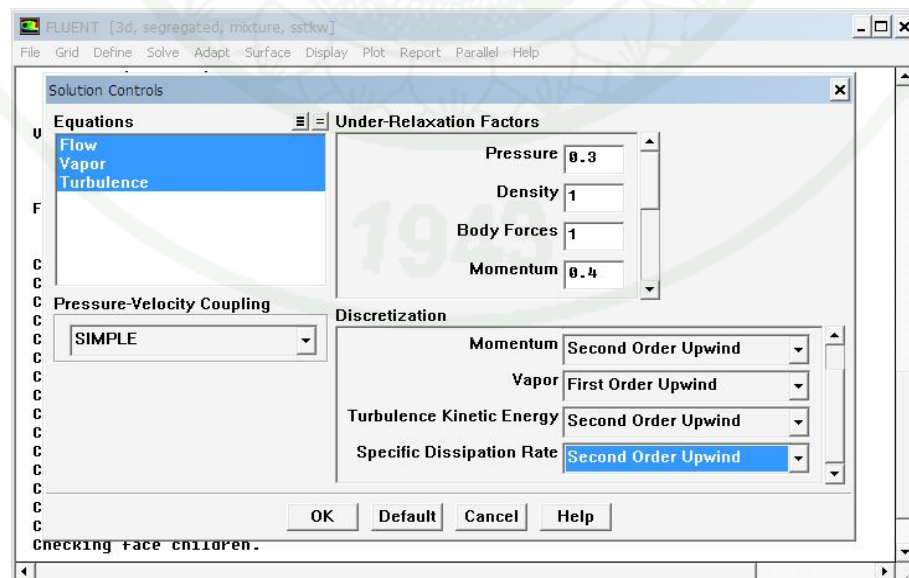 FLUENT [3d, segregated, mixture, sstkw]
File Grid Define Solve Adapt Surface Display Plot Report Parallel Help
Solution Controls
Equations
Flow
Vapor
Turbulence
Pressure-Velocity Coupling
SIMPLE
Under-Relaxation Factors
Pressure 0.3
Density 1
Body Forces 1
Momentum 0.4
Discretization
Momentum Second Order Upwind
Vapor First Order Upwind
Turbulence Kinetic Energy Second Order Upwind
Specific Dissipation Rate Second Order Upwind
OK Default Cancel Help
Checking face children.
1943